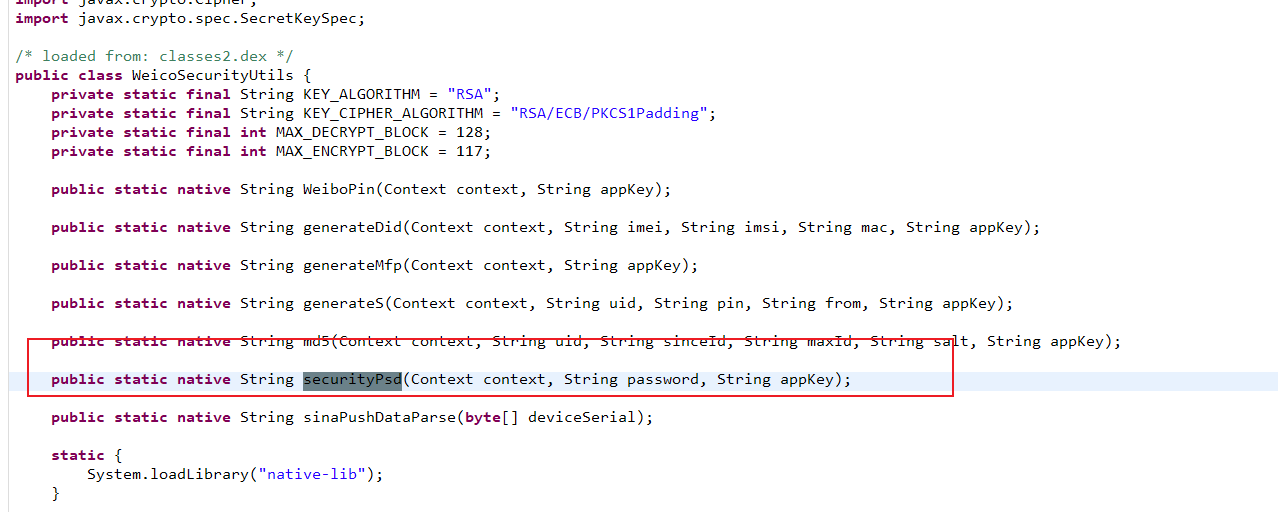 import javax.crypto.Cipher;
import javax.crypto.spec.SecretKeySpec;
/* loaded from: classes2.dex */
public class WeicoSecurityUtils {
private static final String KEY_ALGORITHM = "RSA";
private static final String KEY_CIPHER_ALGORITHM = "RSA/ECB/PKCS1Padding";
private static final int MAX_DECRYPT_BLOCK = 128;
private static final int MAX_ENCRYPT_BLOCK = 117;
public static native String WeiboPin(Context context, String appKey);
public static native String generateDid(Context context, String imei, String imsi, String mac, String appKey);
public static native String generateMfp(Context context, String appKey);
public static native String generateS(Context context, String uid, String pin, String from, String appKey);
public static native String md5(Context context, String uid, String sinceId, String maxId, String salt, String appKey);
public static native String securityPsd(Context context, String password, String appKey);
public static native String sinaPushDataParse(byte[] deviceSerial);
static {
System.loadLibrary("native-lib");
}